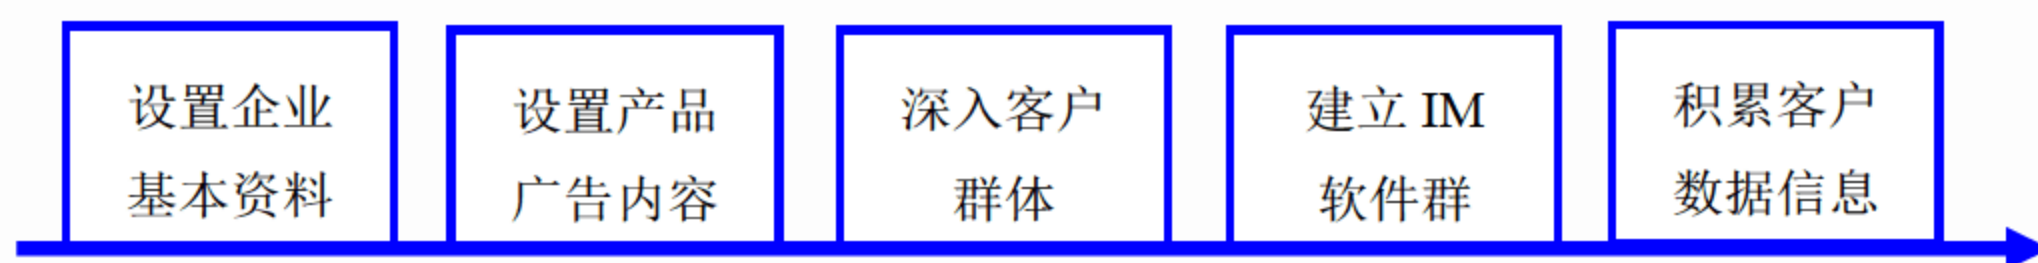 设置企业
基本资料
设置产品
广告内容
深入客户
群体
建立 IM
软件群
积累客户
数据信息